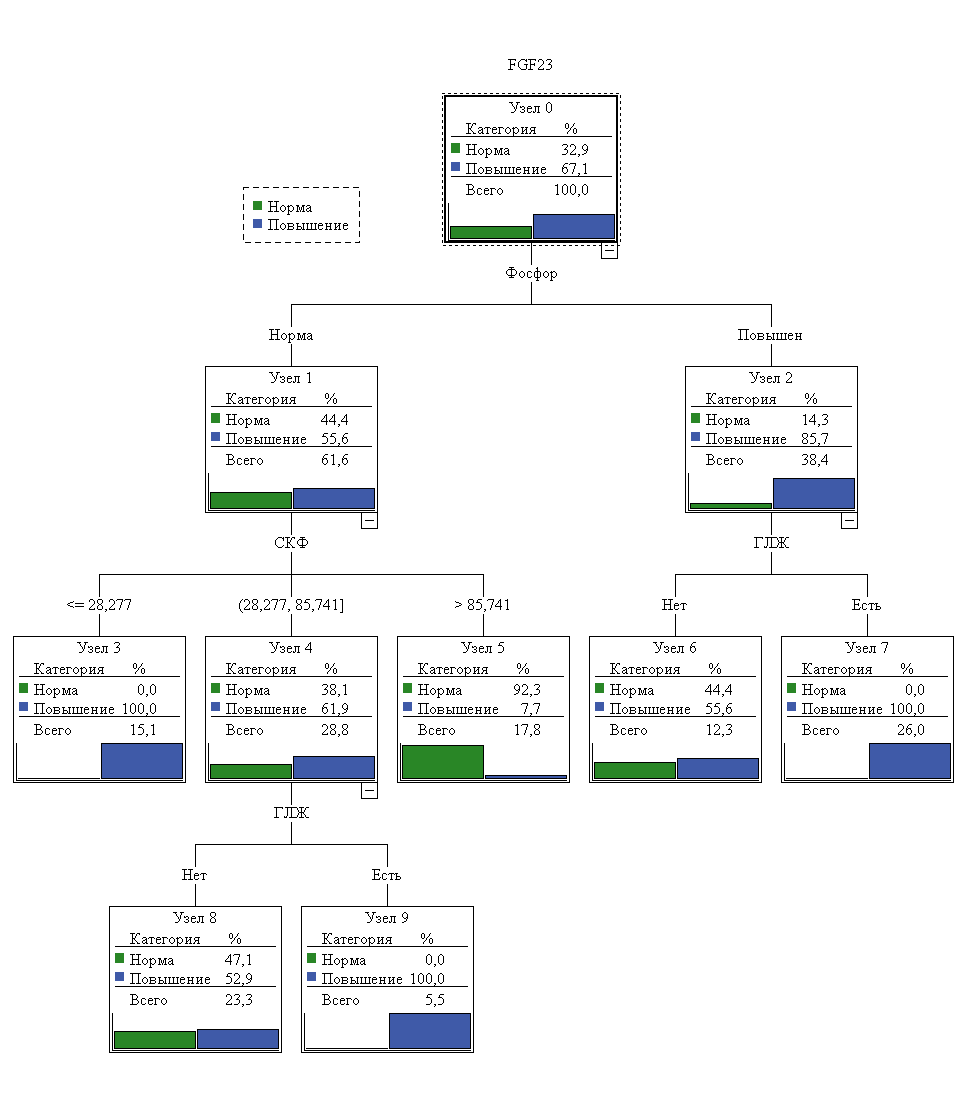 FGF23
Узел 0
Категория %
Норма 32,9
Повышение 67,1
Всего 100,0
Норма
Повышение
Фосфор
Норма
Повышен
Узел 1
Категория %
Норма 44,4
Повышение 55,6
Всего 61,6
Узел 2
Категория %
Норма 14,3
Повышение 85,7
Всего 38,4
СКФ
ГЛЖ
<= 28,277
(28,277, 85,741]
> 85,741
Нет
Есть
Узел 3
Категория %
Норма 0,0
Повышение 100,0
Всего 15,1
Узел 4
Категория %
Норма 38,1
Повышение 61,9
Всего 28,8
Узел 5
Категория %
Норма 92,3
Повышение 7,7
Всего 17,8
Узел 6
Категория %
Норма 44,4
Повышение 55,6
Всего 12,3
Узел 7
Категория %
Норма 0,0
Повышение 100,0
Всего 26,0
ГЛЖ
Нет
Есть
Узел 8
Категория %
Норма 47,1
Повышение 52,9
Всего 23,3
Узел 9
Категория %
Норма 0,0
Повышение 100,0
Всего 5,5